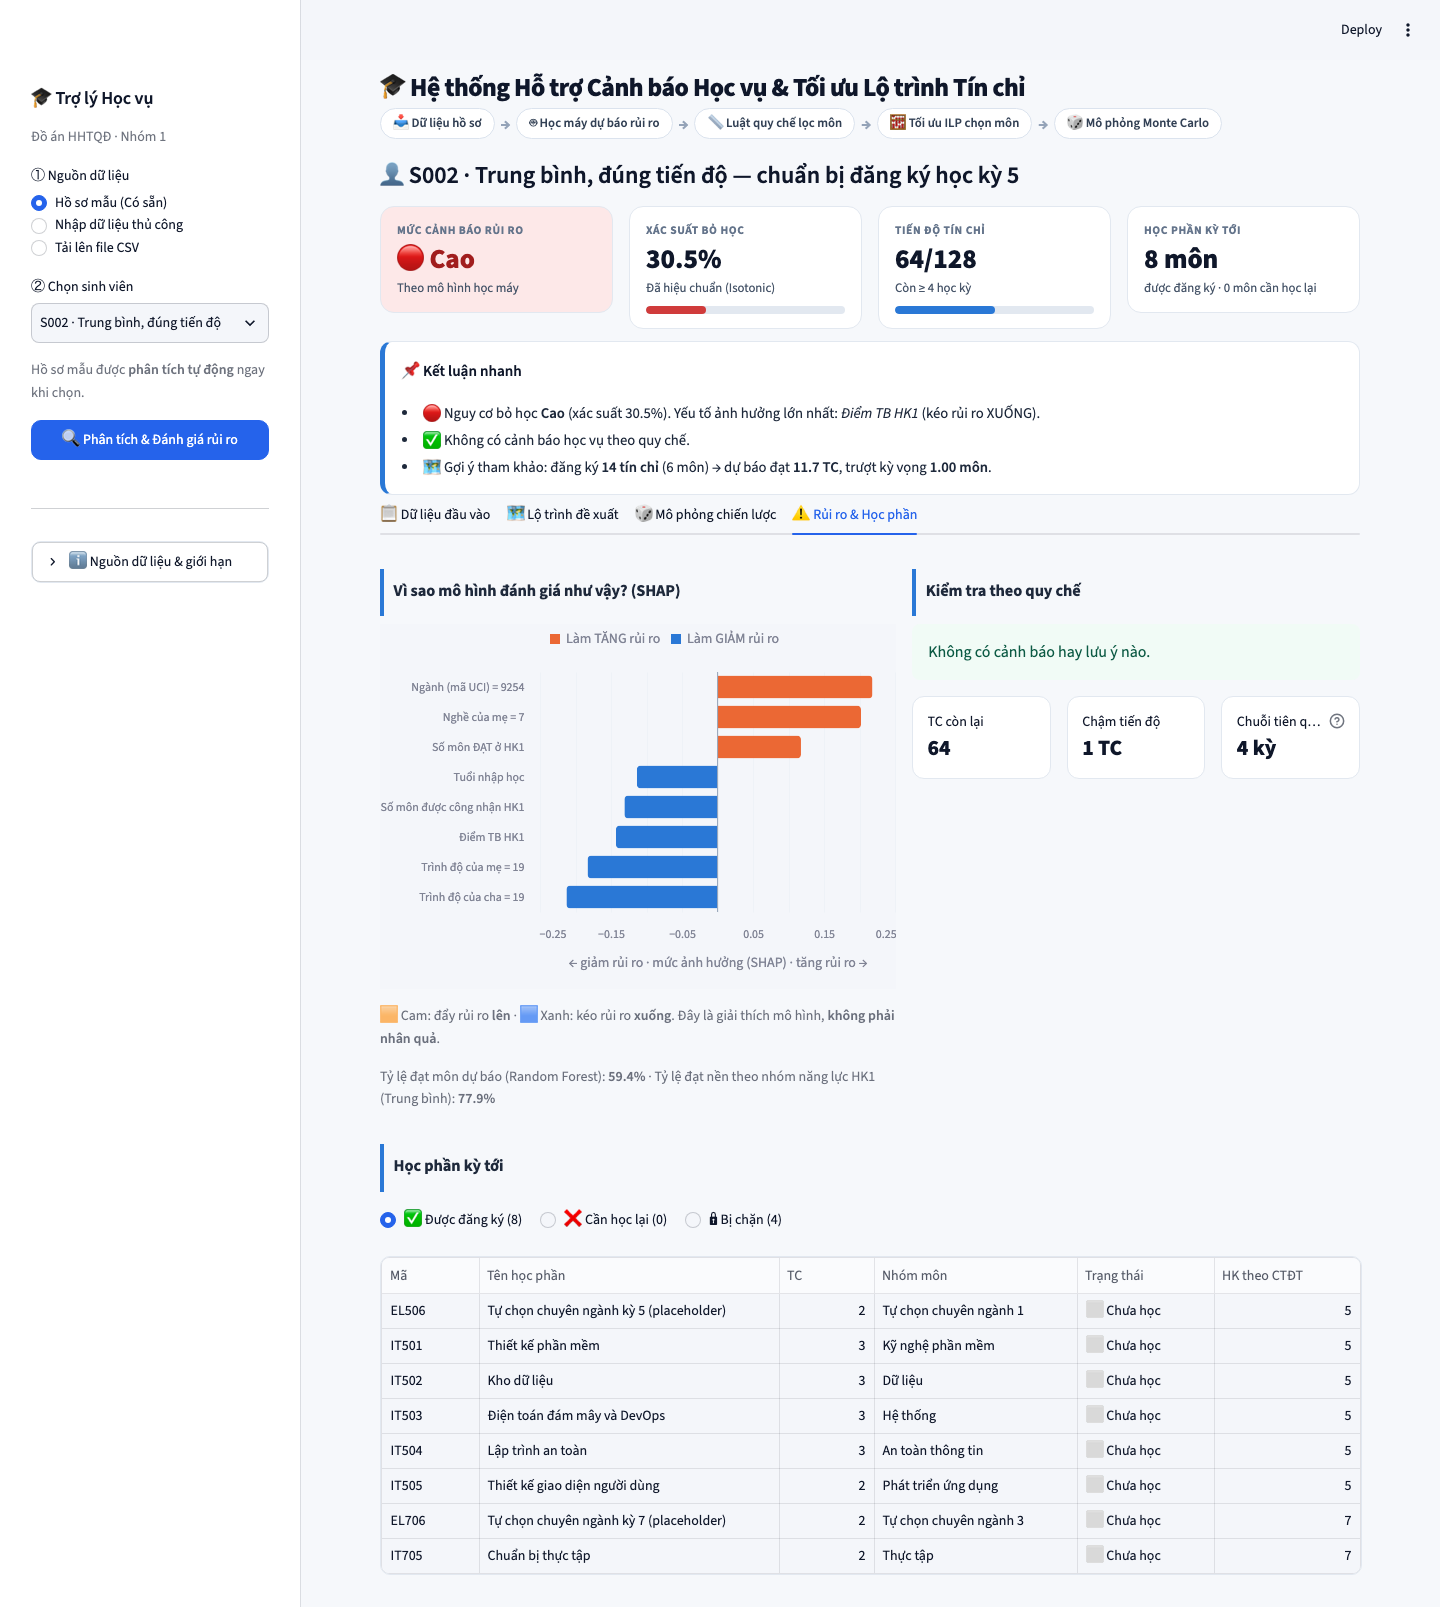 Deploy
Trợ lý Học vụ
Đồ án HHTQĐ · Nhóm 1
① Nguồn dữ liệu
Hồ sơ mẫu (Có sẵn)
Nhập dữ liệu thủ công
Tải lên file CSV
② Chọn sinh viên
S002 · Trung bình, đúng tiến độ
Hồ sơ mẫu được phân tích tự động ngay
khi chọn.
Phân tích & Đánh giá rủi ro
Nguồn dữ liệu & giới hạn
Hệ thống Hỗ trợ Cảnh báo Học vụ & Tối ưu Lộ trình Tín chỉ
Dữ liệu hồ sơ → Học máy dự báo rủi ro → Luật quy chế lọc môn → Tối ưu ILP chọn môn → Mô phỏng Monte Carlo
S002 · Trung bình, đúng tiến độ — chuẩn bị đăng ký học kỳ 5
MỨC CẢNH BÁO RỦI RO
Cao
Theo mô hình học máy
XÁC SUẤT BỎ HỌC
30.5%
Đã hiệu chuẩn (Isotonic)
TIẾN ĐỘ TÍN CHỈ
64/128
Còn ≥ 4 học kỳ
HỌC PHẦN KỲ TỚI
8 môn
được đăng ký · 0 môn cần học lại
Kết luận nhanh
• Nguy cơ bỏ học Cao (xác suất 30.5%). Yếu tố ảnh hưởng lớn nhất: Điểm TB HK1 (kéo rủi ro XUỐNG).
• Không có cảnh báo học vụ theo quy chế.
• Gợi ý tham khảo: đăng ký 14 tín chỉ (6 môn) → dự báo đạt 11.7 TC, trượt kỳ vọng 1.00 môn.
Dữ liệu đầu vào Lộ trình đề xuất Mô phỏng chiến lược Rủi ro & Học phần
Vì sao mô hình đánh giá như vậy? (SHAP)
Làm TĂNG rủi ro Làm GIẢM rủi ro
Ngành (mã UCI) = 9254
Nghề của mẹ = 7
Số môn ĐẠT ở HK1
Tuổi nhập học
Số môn được công nhận HK1
Điểm TB HK1
Trình độ của mẹ = 19
Trình độ của cha = 19
−0.25 −0.15 −0.05 0.05 0.15 0.25
← giảm rủi ro · mức ảnh hưởng (SHAP) · tăng rủi ro →
Cam: đẩy rủi ro lên · Xanh: kéo rủi ro xuống. Đây là giải thích mô hình, không phải
nhân quả.
Tỷ lệ đạt môn dự báo (Random Forest): 59.4% · Tỷ lệ đạt nền theo nhóm năng lực HK1
(Trung bình): 77.9%
Kiểm tra theo quy chế
Không có cảnh báo hay lưu ý nào.
TC còn lại
64
Chậm tiến độ
1 TC
Chuỗi tiên q...
4 kỳ
Học phần kỳ tới
Được đăng ký (8) Cần học lại (0) Bị chặn (4)
Mã Tên học phần TC Nhóm môn Trạng thái HK theo CTĐT
EL506 Tự chọn chuyên ngành kỳ 5 (placeholder) 2 Tự chọn chuyên ngành 1 Chưa học 5
IT501 Thiết kế phần mềm 3 Kỹ nghệ phần mềm Chưa học 5
IT502 Kho dữ liệu 3 Dữ liệu Chưa học 5
IT503 Điện toán đám mây và DevOps 3 Hệ thống Chưa học 5
IT504 Lập trình an toàn 3 An toàn thông tin Chưa học 5
IT505 Thiết kế giao diện người dùng 2 Phát triển ứng dụng Chưa học 5
EL706 Tự chọn chuyên ngành kỳ 7 (placeholder) 2 Tự chọn chuyên ngành 3 Chưa học 7
IT705 Chuẩn bị thực tập 2 Thực tập Chưa học 7